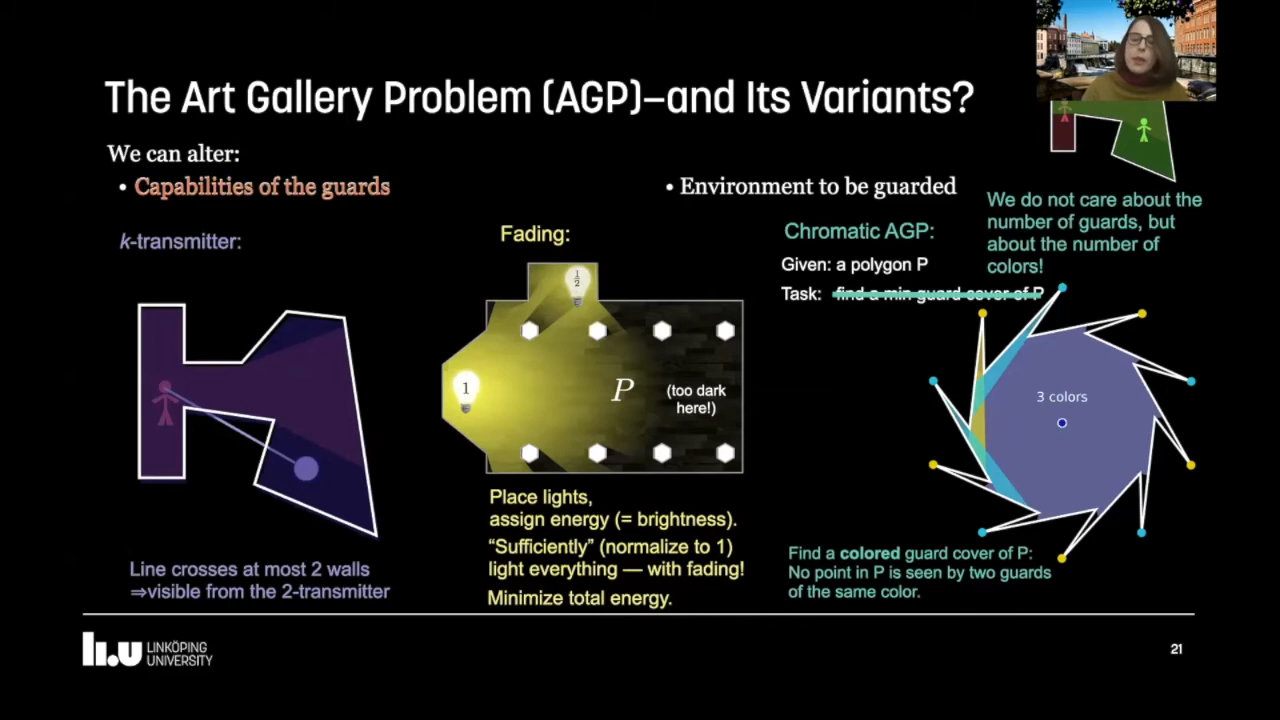 The Art Gallery Problem (AGP)—and Its Variants?
We can alter:
• Capabilities of the guards
• Environment to be guarded
k-transmitter:
Line crosses at most 2 walls
⇒visible from the 2-transmitter
Fading:
1/2
1
P
(too dark
here!)
Place lights,
assign energy (= brightness).
“Sufficiently” (normalize to 1)
light everything — with fading!
Minimize total energy.
Chromatic AGP:
Given: a polygon P
Task: find a min guard cover of P
We do not care about the
number of guards, but
about the number of
colors!
3 colors
Find a colored guard cover of P:
No point in P is seen by two guards
of the same color.
LINKÖPING
UNIVERSITY
21